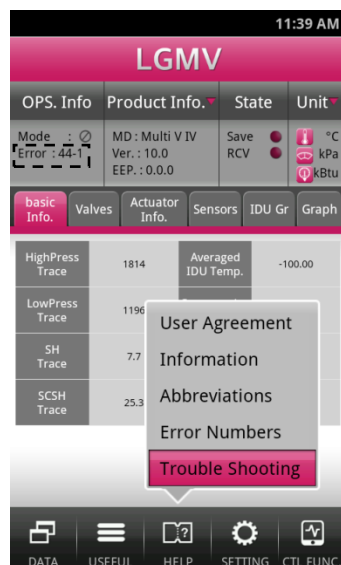 11:39 AM
LGMV
OPS. Info Product Info. State Unit
Mode : MD : Multi V IV Save °C
Error : 44-1 Ver. : 10.0 RCV kPa
EEP. : 0.0.0 kBtu
basic Info. Valves Actuator Info. Sensors IDU Gr Graph
HighPress Trace 1814 Averaged IDU Temp. -100.00
LowPress Trace 1196
SH Trace 7.7
SCSH Trace 25.3
User Agreement
Information
Abbreviations
Error Numbers
Trouble Shooting
DATA USEFUL HELP SETTING CTL FUNC